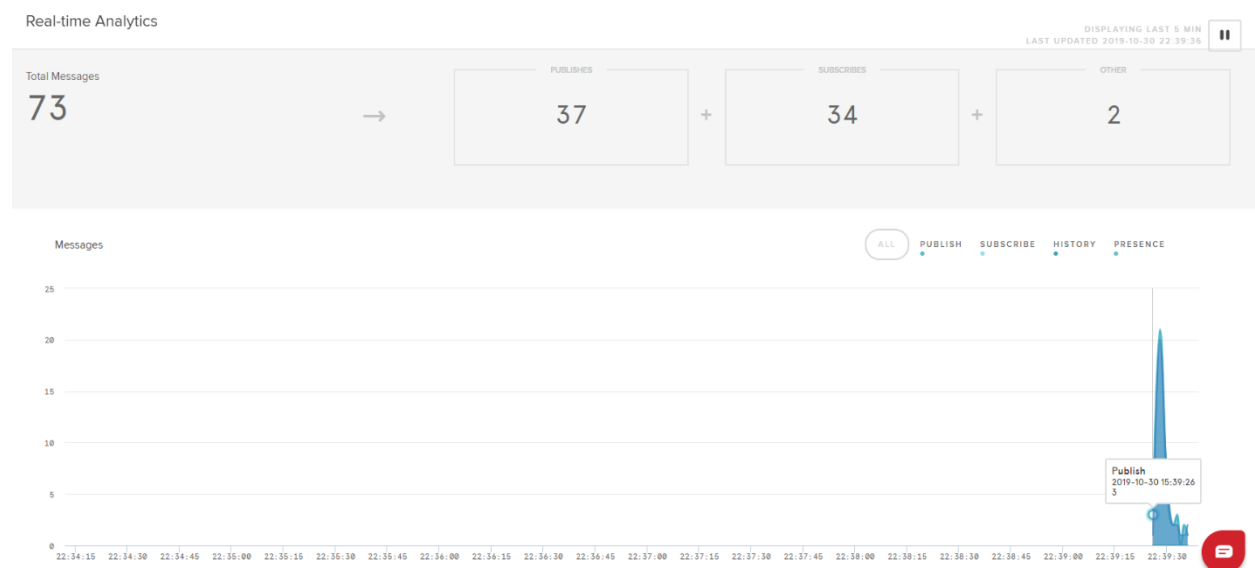 Real-time Analytics
DISPLAYING LAST 5 MIN
LAST UPDATED 2019-10-30 22:39:36
Total Messages
73
→
PUBLISHES
37
+
SUBSCRIBES
34
+
OTHER
2
Messages
ALL PUBLISH SUBSCRIBE HISTORY PRESENCE
25
20
15
10
5
0
Publish
2019-10-30 15:39:26
3
22:34:15 22:34:30 22:34:45 22:35:00 22:35:15 22:35:30 22:35:45 22:36:00 22:36:15 22:36:30 22:36:45 22:37:00 22:37:15 22:37:30 22:37:45 22:38:00 22:38:15 22:38:30 22:38:45 22:39:00 22:39:15 22:39:30